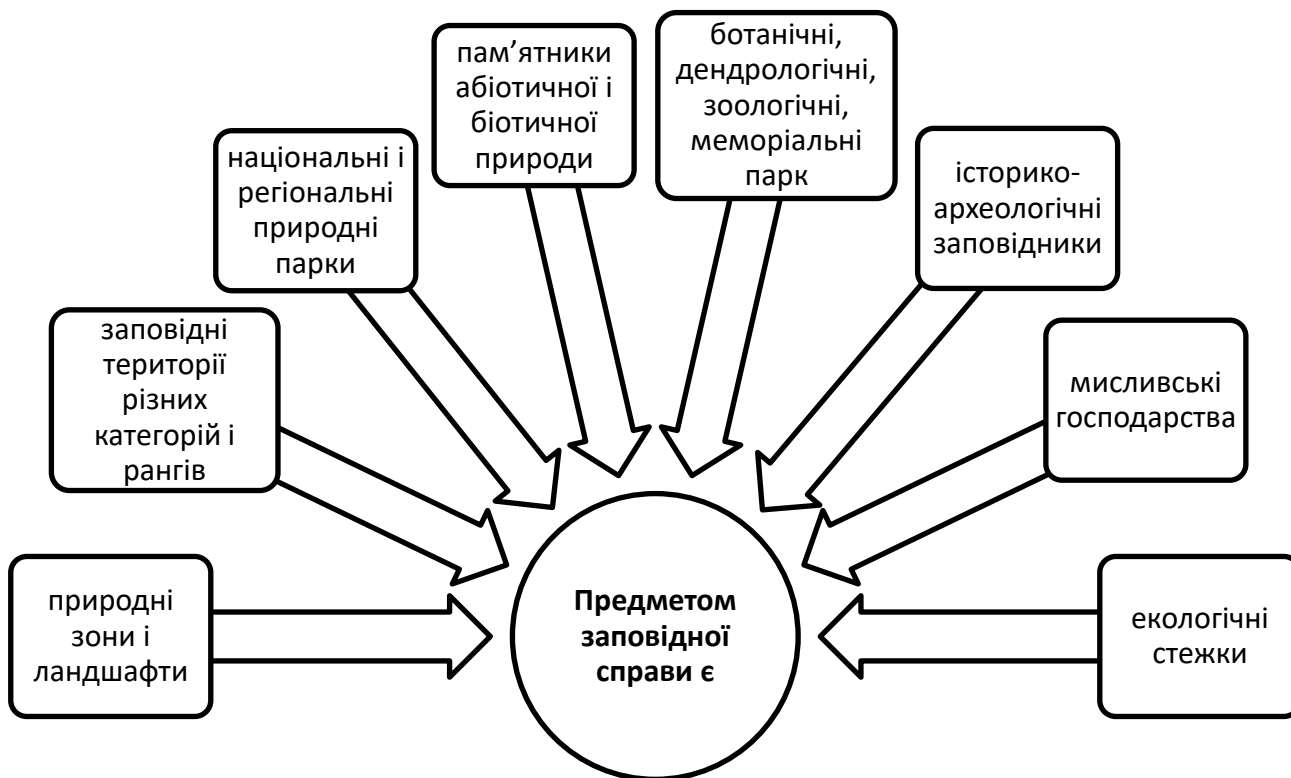 природні
зони і
ландшафти
заповідні
території
різних
категорій і
рангів
національні і
регіональні
природні
парки
пам’ятники
абіотичної і
біотичної
природи
ботанічні,
дендрологічні,
зоологічні,
меморіальні
парк
історико-
археологічні
заповідники
мисливські
господарства
екологічні
стежки
Предметом
заповідної
справи є